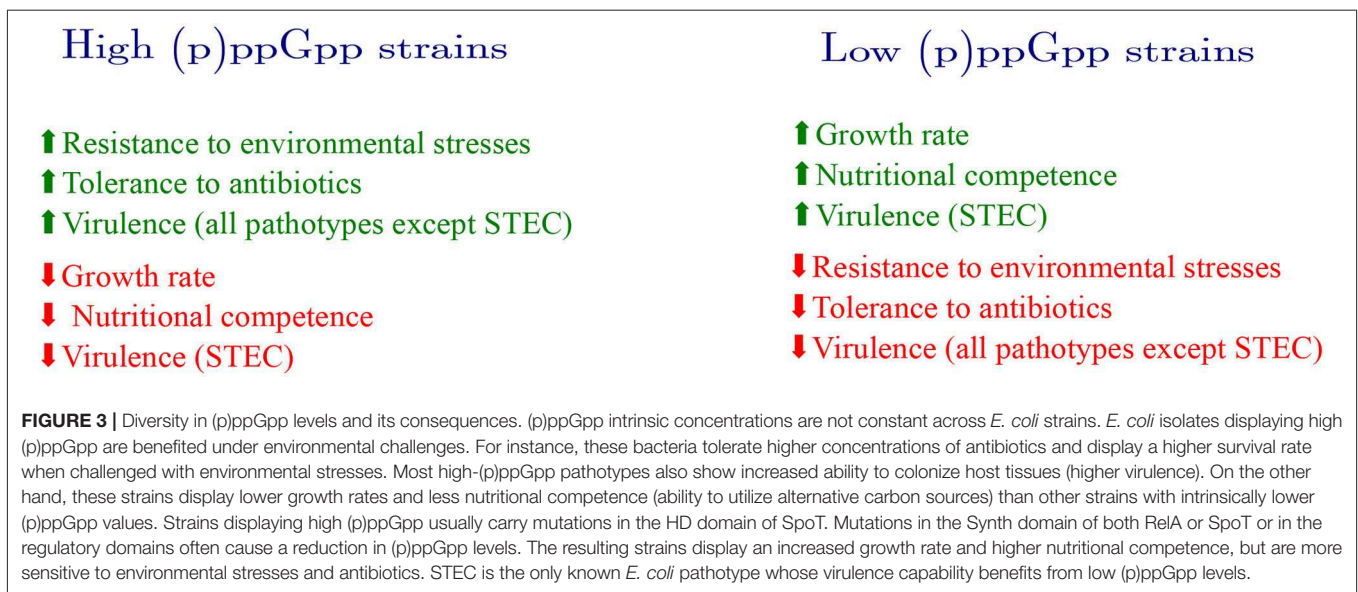 High (p)ppGpp strains
⬆ Resistance to environmental stresses
⬆ Tolerance to antibiotics
⬆ Virulence (all pathotypes except STEC)
⬇ Growth rate
⬇ Nutritional competence
⬇ Virulence (STEC)
Low (p)ppGpp strains
⬆ Growth rate
⬆ Nutritional competence
⬆ Virulence (STEC)
⬇ Resistance to environmental stresses
⬇ Tolerance to antibiotics
⬇ Virulence (all pathotypes except STEC)
FIGURE 3 | Diversity in (p)ppGpp levels and its consequences. (p)ppGpp intrinsic concentrations are not constant across E. coli strains. E. coli isolates displaying high
(p)ppGpp are benefited under environmental challenges. For instance, these bacteria tolerate higher concentrations of antibiotics and display a higher survival rate
when challenged with environmental stresses. Most high-(p)ppGpp pathotypes also show increased ability to colonize host tissues (higher virulence). On the other
hand, these strains display lower growth rates and less nutritional competence (ability to utilize alternative carbon sources) than other strains with intrinsically lower
(p)ppGpp values. Strains displaying high (p)ppGpp usually carry mutations in the HD domain of SpoT. Mutations in the Synth domain of both RelA or SpoT or in the
regulatory domains often cause a reduction in (p)ppGpp levels. The resulting strains display an increased growth rate and higher nutritional competence, but are more
sensitive to environmental stresses and antibiotics. STEC is the only known E. coli pathotype whose virulence capability benefits from low (p)ppGpp levels.